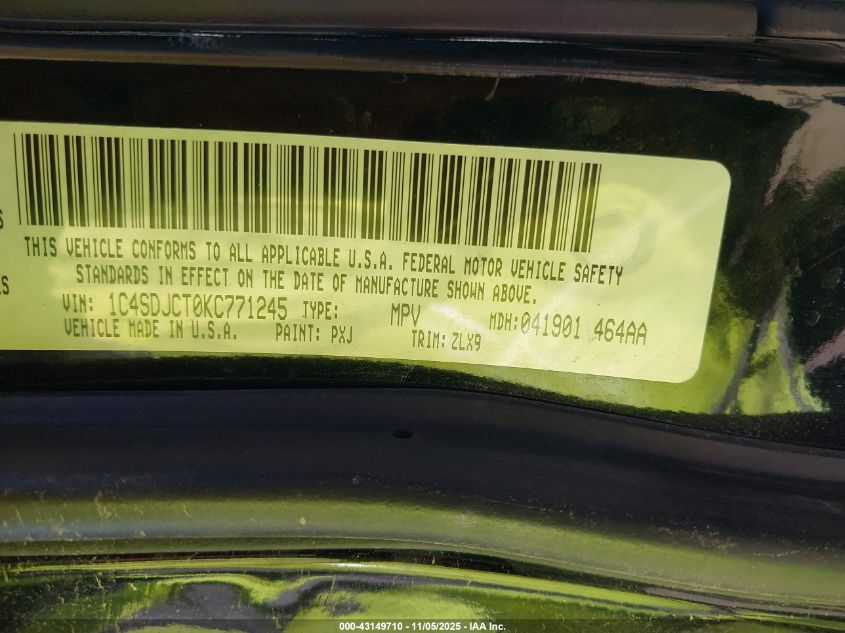 S
THIS VEHICLE CONFORMS TO ALL APPLICABLE U.S.A. FEDERAL MOTOR VEHICLE SAFETY
ES
STANDARDS IN EFFECT ON THE DATE OF MANUFACTURE SHOWN ABOVE.
VIN: 1C4SDJCT0KC771245 TYPE: MPV MDH:041901 464AA
VEHICLE MADE IN U.S.A. PAINT: PXJ TRIM: ZLX9
000-43149710 - 11/05/2025 - IAA Inc.